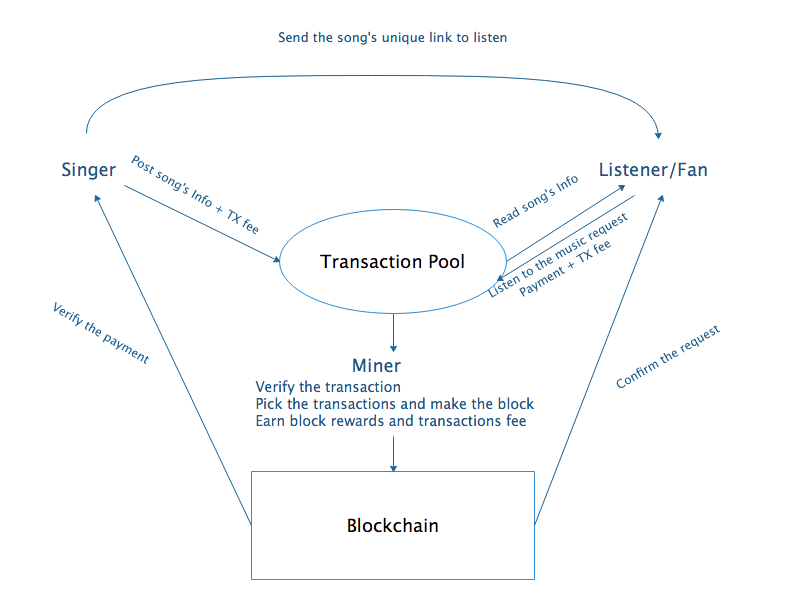 Send the song's unique link to listen
Singer
Listener/Fan
Post song's Info + TX fee
Read song's Info
Transaction Pool
Listen to the music request
Payment + TX fee
Verify the payment
Confirm the request
Miner
Verify the transaction
Pick the transactions and make the block
Earn block rewards and transactions fee
Blockchain